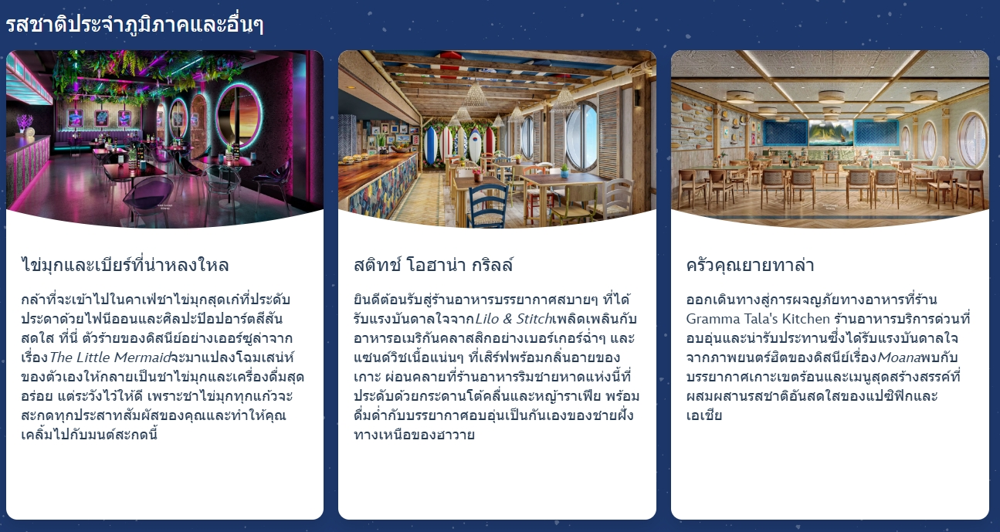 รสชาติประจำภูมิภาคและอื่นๆ
ไข่มุกและเบียร์ที่น่าหลงใหล
กล้าที่จะเข้าไปในคาเฟ่ชาไข่มุกสุดเก๋ที่ประดับ
ประดาด้วยไฟนีออนและศิลปะป๊อปอาร์ตสีสัน
สดใส ที่นี่ ตัวร้ายของดิสนีย์อย่างเออร์ซูล่าจาก
เรื่องThe Little Mermaidจะมาแปลงโฉมเสน่ห์
ของตัวเองให้กลายเป็นชาไข่มุกและเครื่องดื่มสุด
อร่อย แต่ระวังไว้ให้ดี เพราะชาไข่มุกทุกแก้วจะ
สะกดทุกประสาทสัมผัสของคุณและทำให้คุณ
เคลิ้มไปกับมนต์สะกดนี้
สติทช์ โอฮาน่า กริลล์
ยินดีต้อนรับสู่ร้านอาหารบรรยากาศสบายๆ ที่ได้
รับแรงบันดาลใจจากLilo & Stitchเพลิดเพลินกับ
อาหารอเมริกันคลาสสิกอย่างเบอร์เกอร์ฉ่ำๆ และ
แซนด์วิชเนื้อแน่นๆ ที่เสิร์ฟพร้อมกลิ่นอายของ
เกาะ ผ่อนคลายที่ร้านอาหารริมชายหาดแห่งนี้ที่
ประดับด้วยกระดานโต้คลื่นและหญ้าราเฟีย พร้อม
ดื่มด่ำกับบรรยากาศอบอุ่นเป็นกันเองของชายฝั่ง
ทางเหนือของฮาวาย
ครัวคุณยายทาล่า
ออกเดินทางสู่การผจญภัยทางอาหารที่ร้าน
Gramma Tala's Kitchen ร้านอาหารบริการด่วนที่
อบอุ่นและน่ารับประทานซึ่งได้รับแรงบันดาลใจ
จากภาพยนตร์ฮิตของดิสนีย์เรื่องMoanaพบกับ
บรรยากาศเกาะเขตร้อนและเมนูสุดสร้างสรรค์ที่
ผสมผสานรสชาติอันสดใสของแปซิฟิกและ
เอเชีย